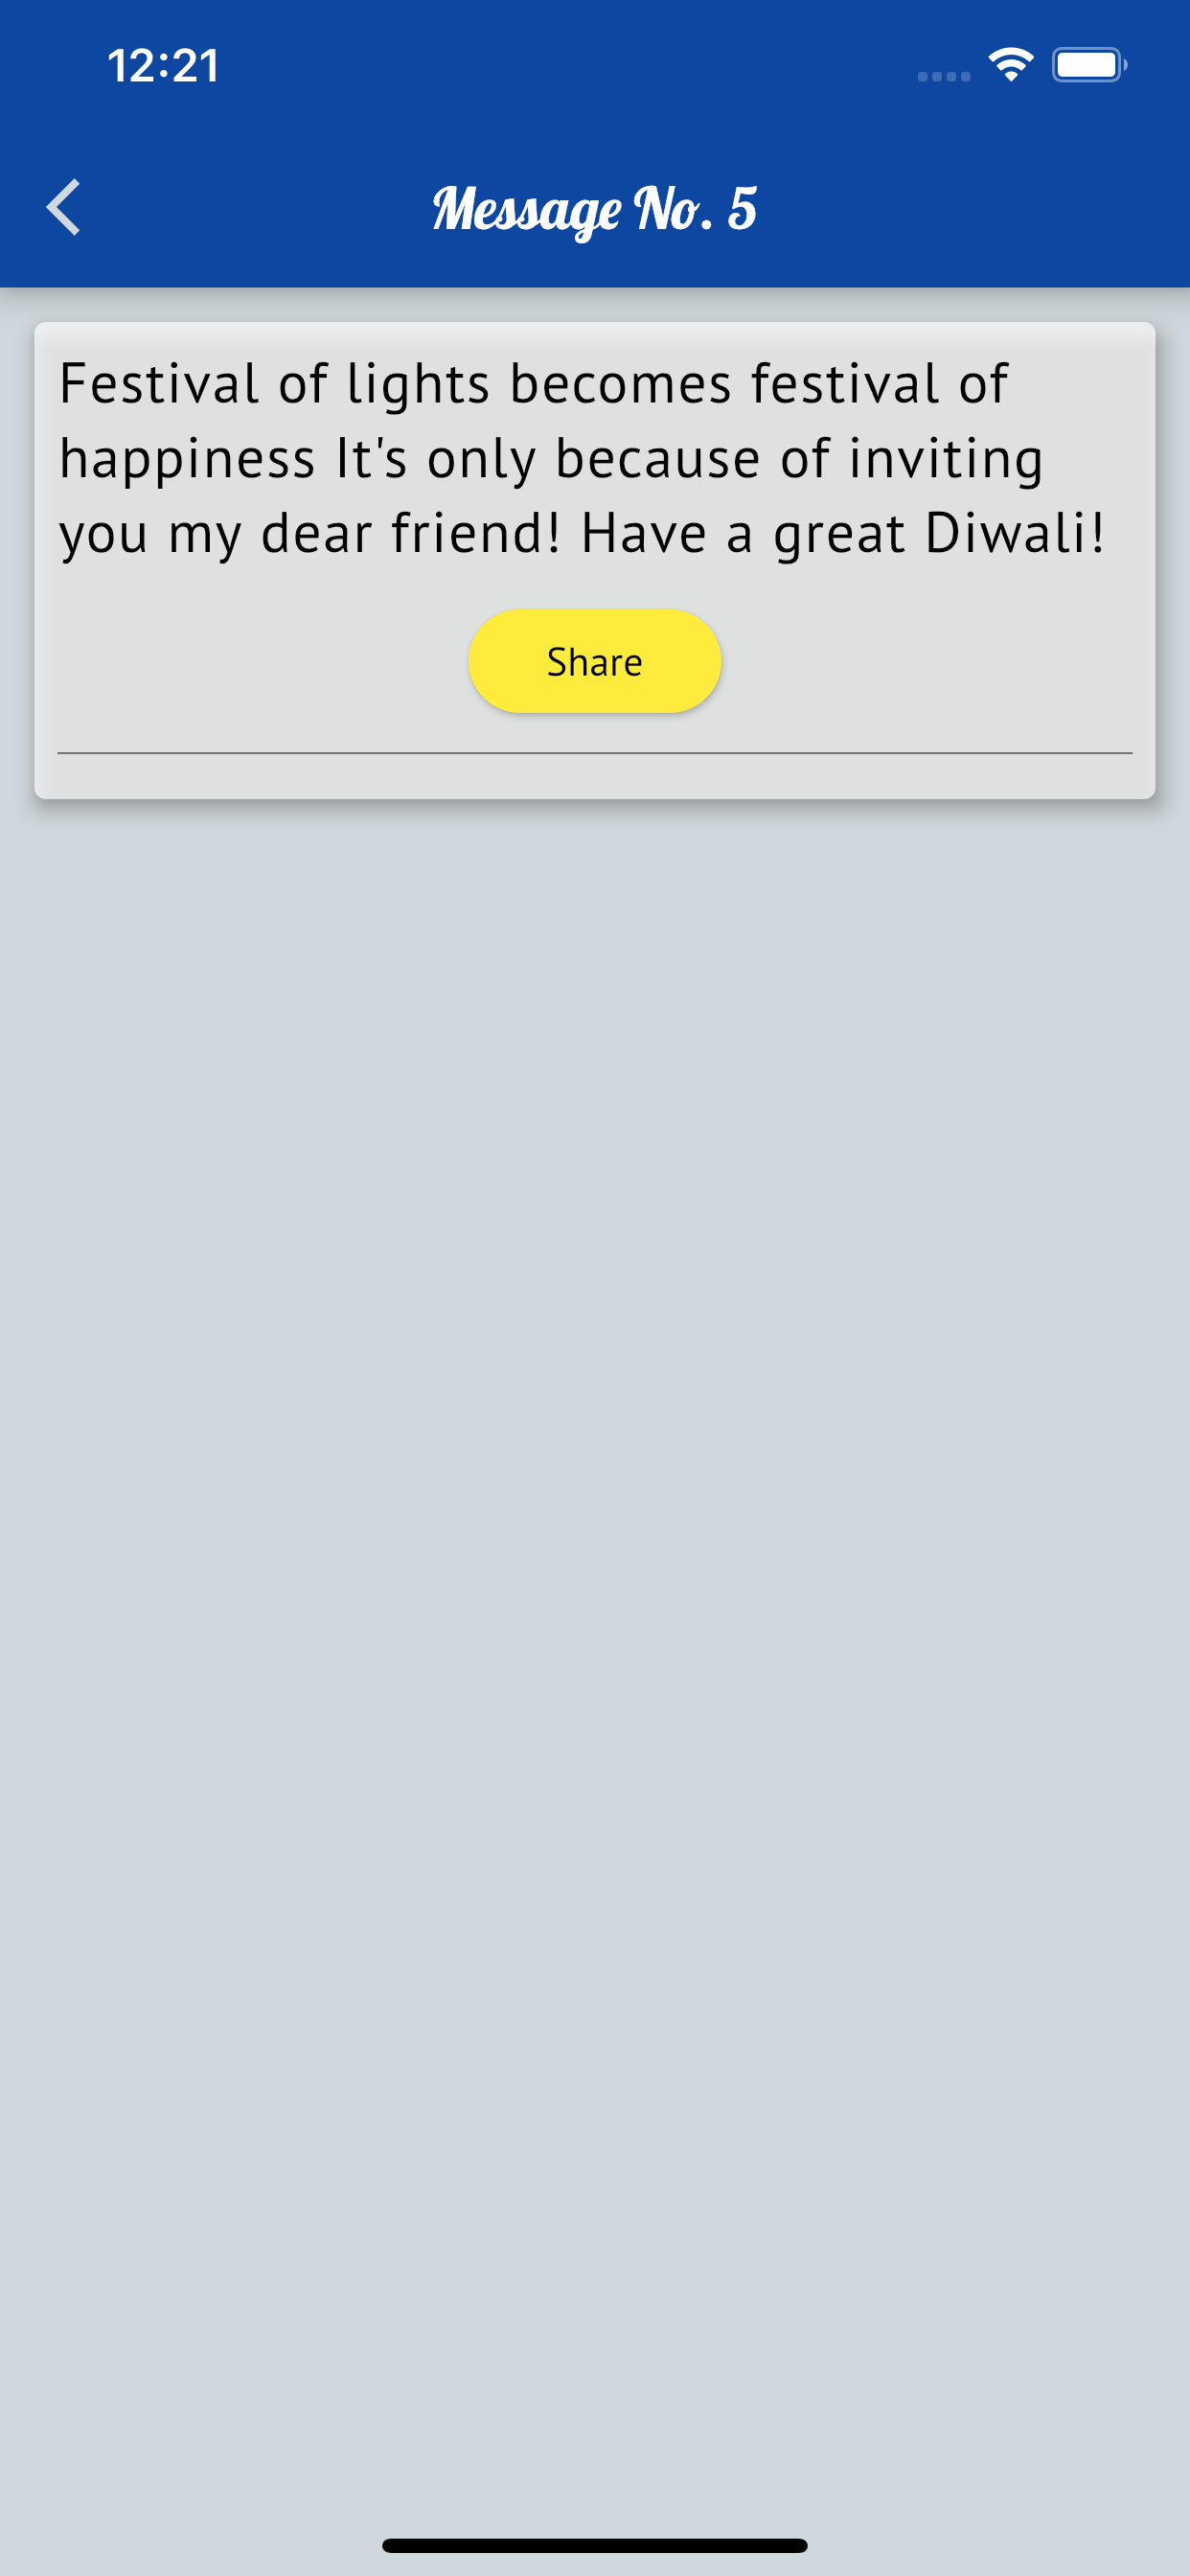 12:21
Message No. 5
Festival of lights becomes festival of
happiness It's only because of inviting
you my dear friend! Have a great Diwali!
Share